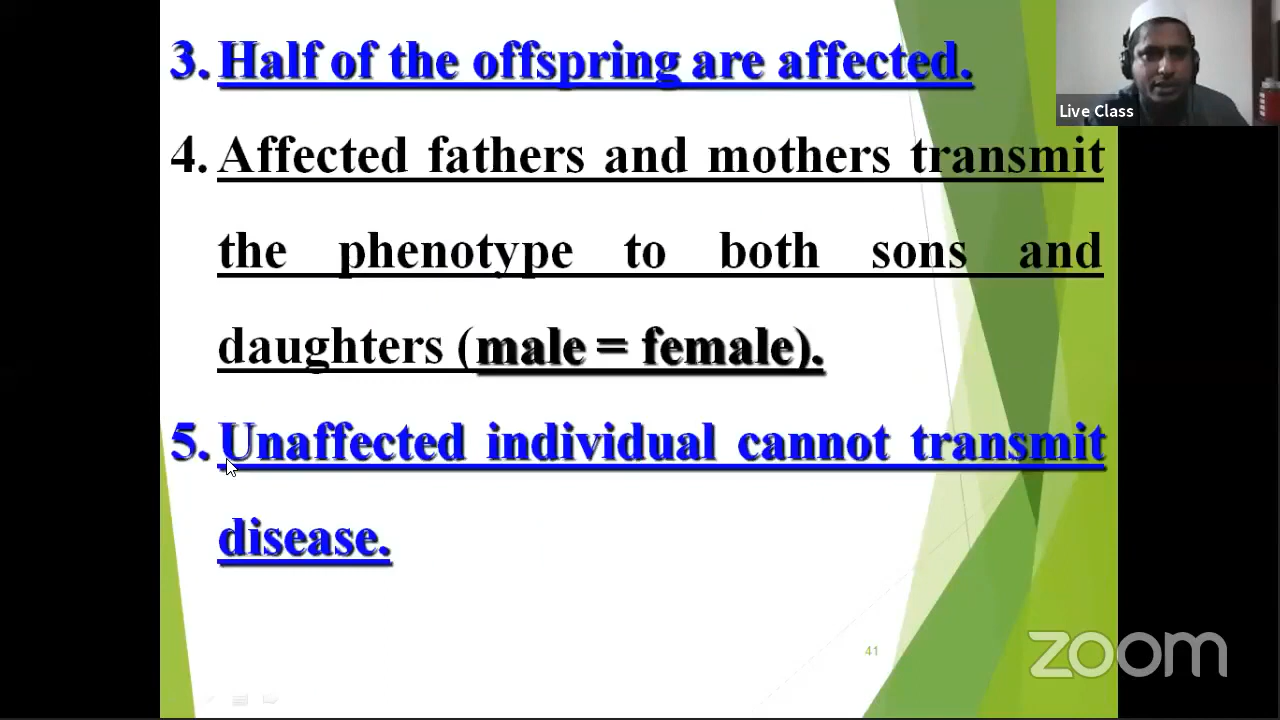 3. Half of the offspring are affected.
Live Class
4. Affected fathers and mothers transmit
the phenotype to both sons and
daughters (male = female).
5. Unaffected individual cannot transmit
disease.
41
zoom